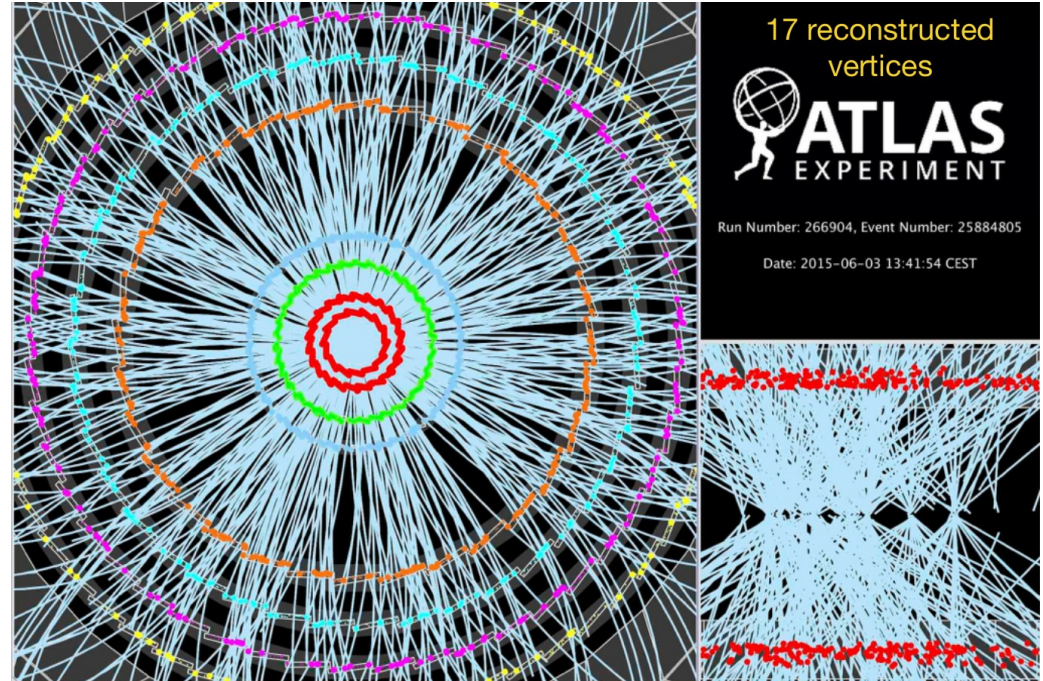 17 reconstructed
vertices
ATLAS
EXPERIMENT
Run Number: 266904, Event Number: 25884805
Date: 2015-06-03 13:41:54 CEST